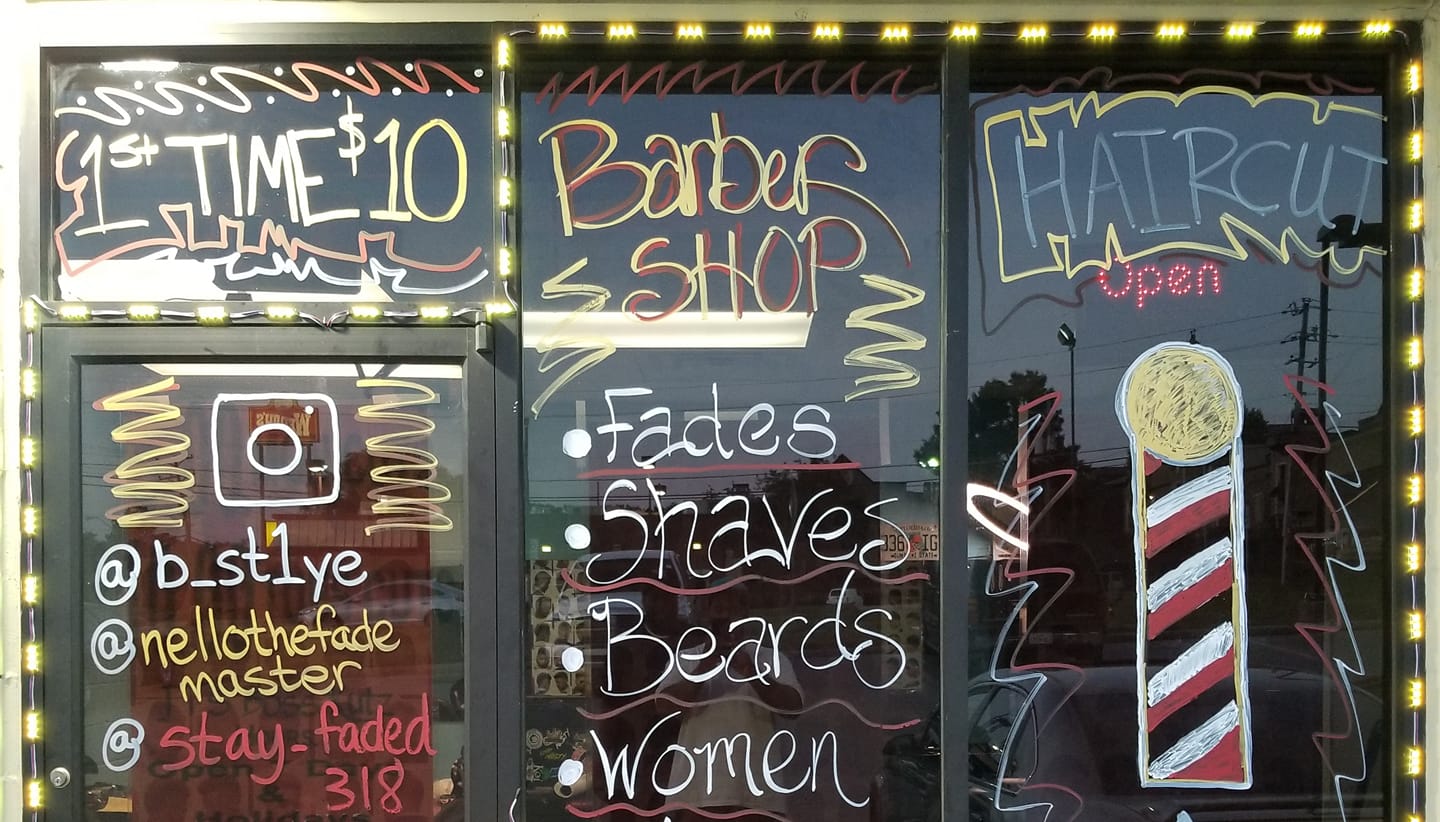 1st TIME $10
Barber
SHOP
HAIRCUT
Open
@b_st1ye
@nellothefade
master
@stay-faded
318
• Fades
• Shaves
• Beards
• Women